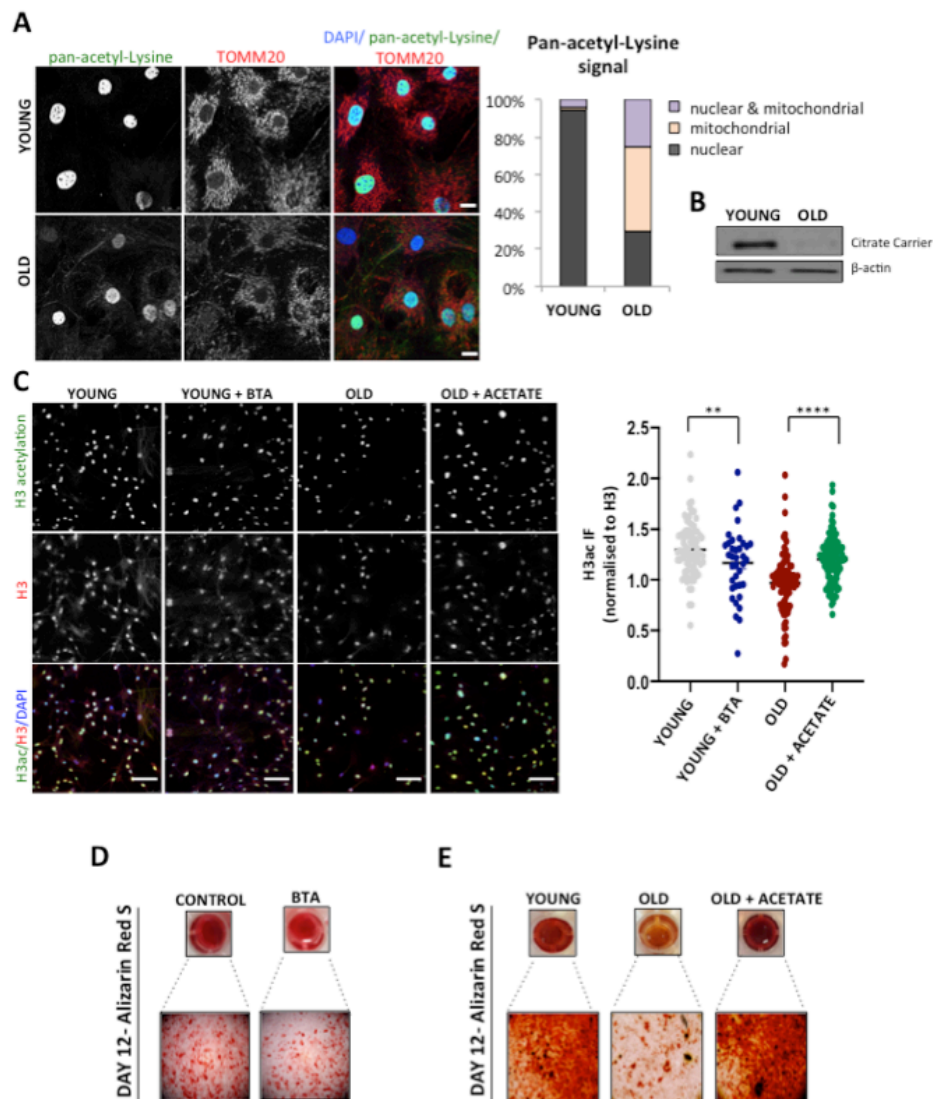 A
pan-acetyl-Lysine
TOMM20
DAPI/ pan-acetyl-Lysine/
TOMM20
YOUNG
OLD
Pan-acetyl-Lysine
signal
100%
80%
60%
40%
20%
0%
YOUNG
OLD
nuclear & mitochondrial
mitochondrial
nuclear
B
YOUNG OLD
Citrate Carrier
β-actin
C
YOUNG
YOUNG + BTA
OLD
OLD + ACETATE
H3 acetylation
H3
H3ac/H3/DAPI
H3ac IF
(normalised to H3)
2.5
2.0
1.5
1.0
0.5
0.0
**
****
YOUNG
YOUNG + BTA
OLD
OLD + ACETATE
D
CONTROL
BTA
DAY 12- Alizarin Red S
E
YOUNG
OLD
OLD + ACETATE
DAY 12- Alizarin Red S